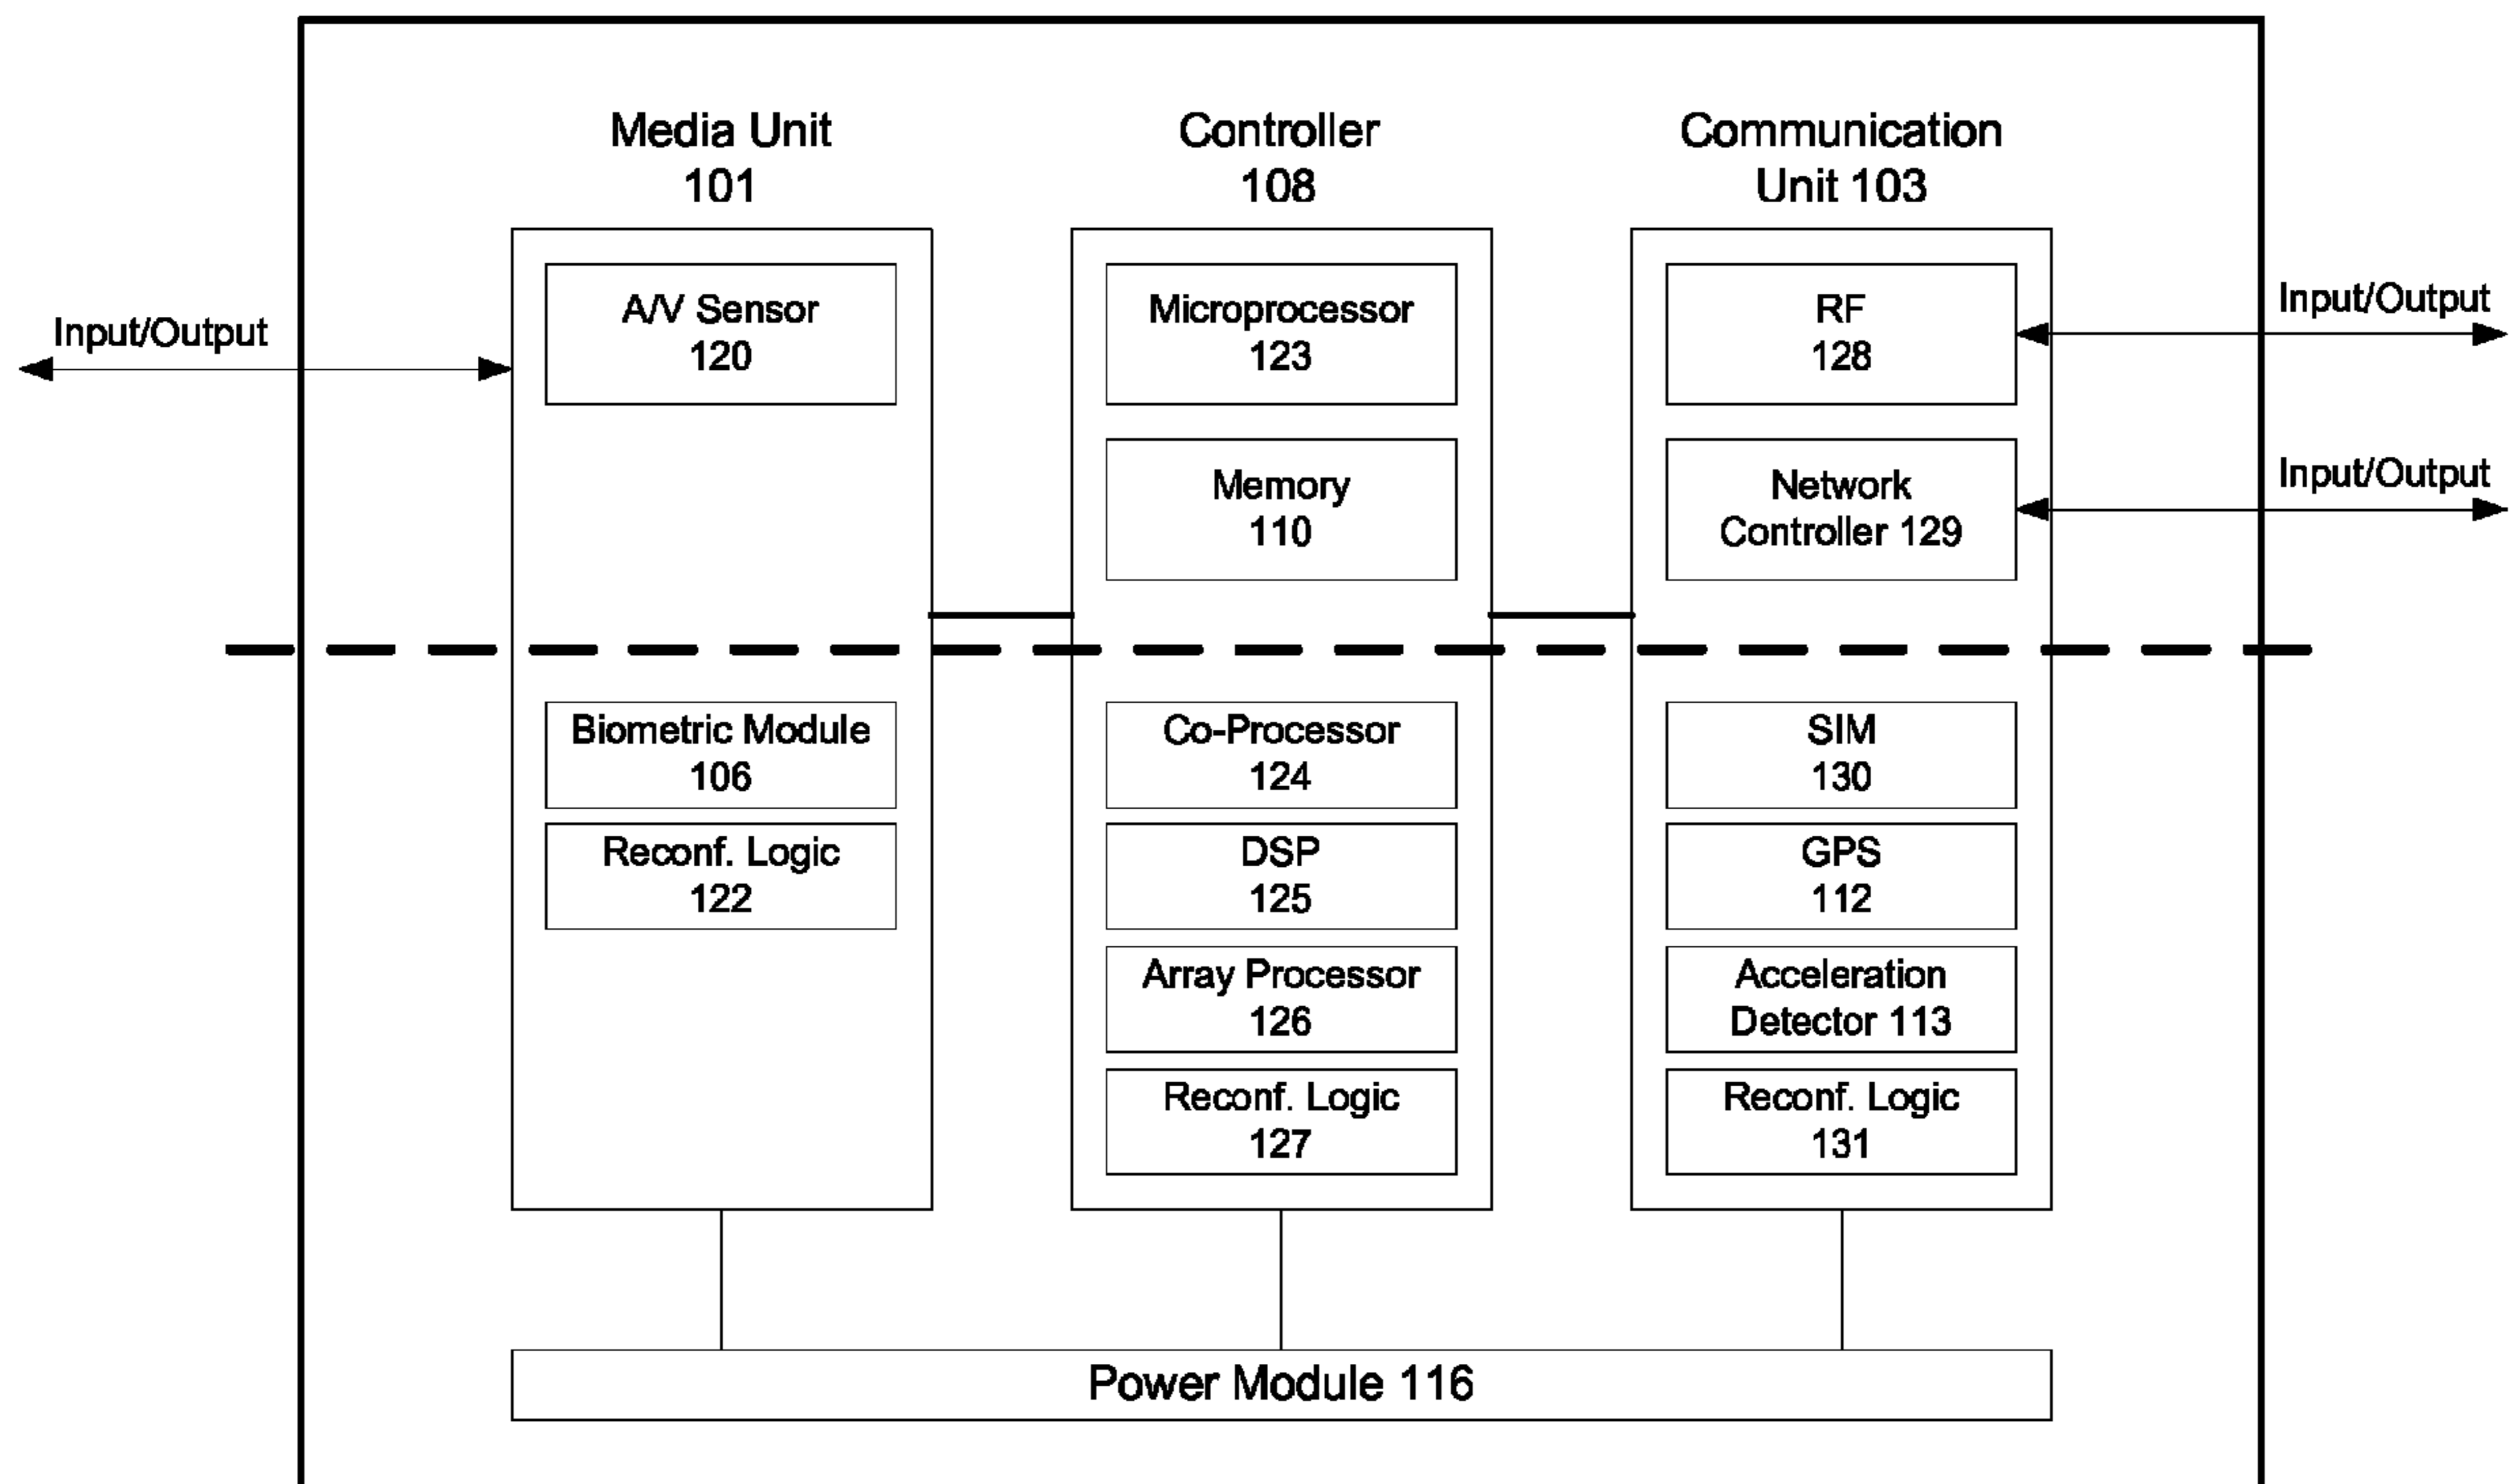 Media Unit
101
Controller
108
Communication
Unit 103
Input/Output
A/V Sensor
120
Biometric Module
106
Reconf. Logic
122
Microprocessor
123
Memory
110
Co-Processor
124
DSP
125
Array Processor
126
Reconf. Logic
127
RF
128
Network
Controller 129
SIM
130
GPS
112
Acceleration
Detector 113
Reconf. Logic
131
Input/Output
Input/Output
Power Module 116